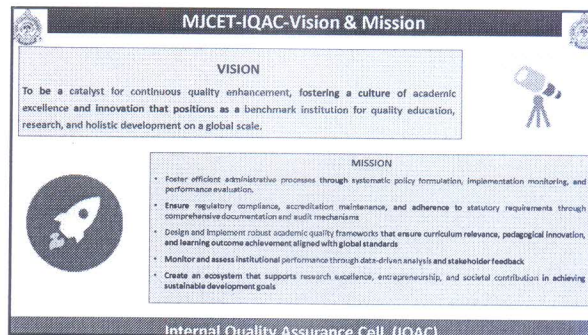 MJCET-IQAC-Vision & Mission
VISION
To be a catalyst for continuous quality enhancement, fostering a culture of academic
excellence and innovation that positions as a benchmark institution for quality education,
research, and holistic development on a global scale.
MISSION
• Foster efficient administrative processes through systematic policy formulation, implementation monitoring, and
performance evaluation.
• Ensure regulatory compliance, accreditation maintenance, and adherence to statutory requirements through
comprehensive documentation and audit mechanisms
• Design and implement robust academic quality frameworks that ensure curriculum relevance, pedagogical innovation,
and learning outcome achievement aligned with global standards
• Monitor and assess institutional performance through data-driven analysis and stakeholder feedback
• Create an ecosystem that supports research excellence, entrepreneurship, and societal contribution in achieving
sustainable development goals
Internal Quality Assurance Cell (IQAC)